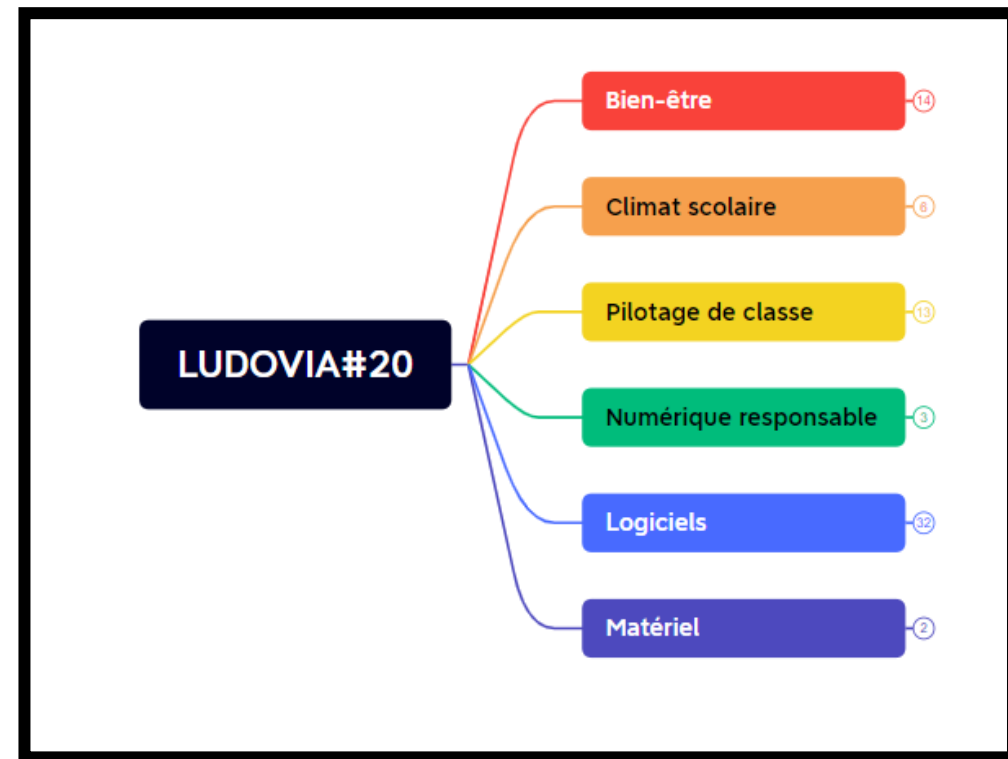 Bien-être
14
Climat scolaire
6
Pilotage de classe
13
LUDOVIA#20
Numérique responsable
3
Logiciels
32
Matériel
2